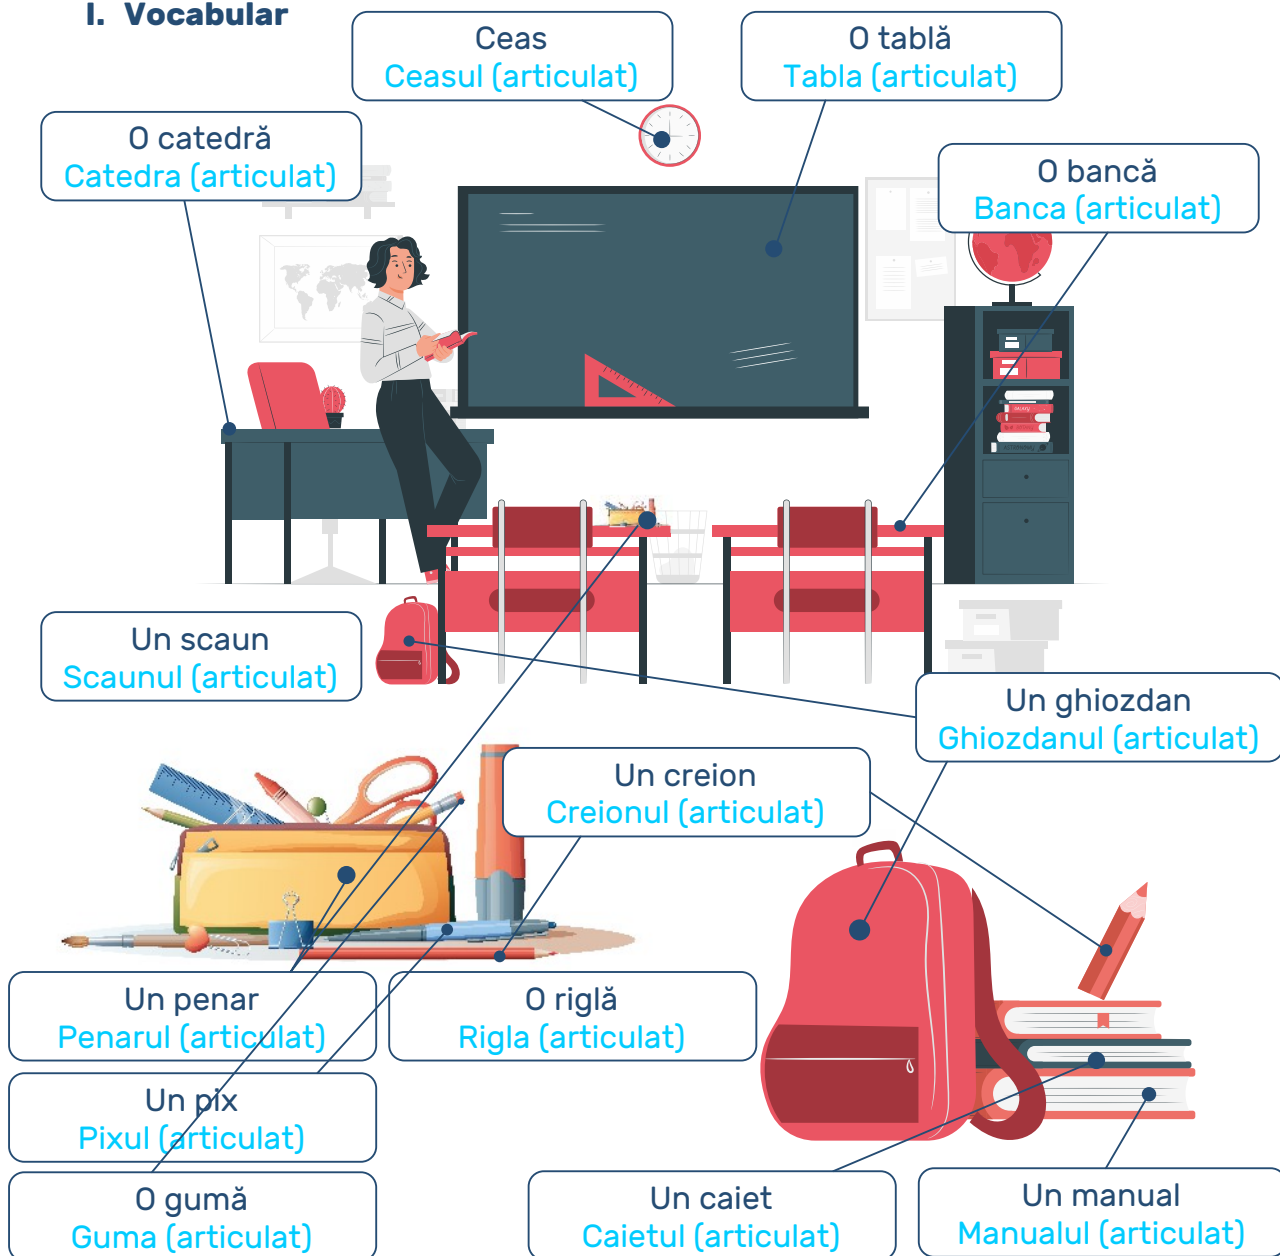 I. Vocabular
Ceas
Ceasul (articulat)
O tablă
Tabla (articulat)
O catedră
Catedra (articulat)
O bancă
Banca (articulat)
Un scaun
Scaunul (articulat)
Un ghiozdan
Ghiozdanul (articulat)
Un creion
Creionul (articulat)
Un penar
Penarul (articulat)
O riglă
Rigla (articulat)
Un pix
Pixul (articulat)
O gumă
Guma (articulat)
Un caiet
Caietul (articulat)
Un manual
Manualul (articulat)